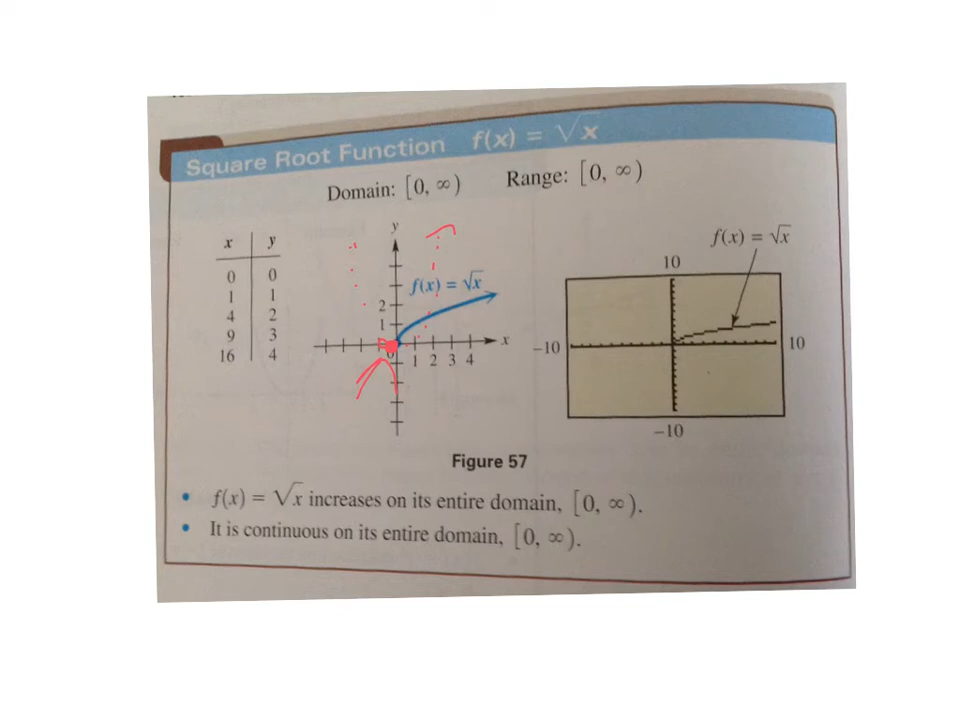 Square Root Function f(x) = √x
Domain: [0, ∞) Range: [0, ∞)
x y
0 0
1 1
4 2
9 3
16 4
y
f(x) = √x
2
1
0 1 2 3 4
x
f(x) = √x
10
-10 10
-10
Figure 57
• f(x) = √x increases on its entire domain, [0, ∞).
• It is continuous on its entire domain, [0, ∞).